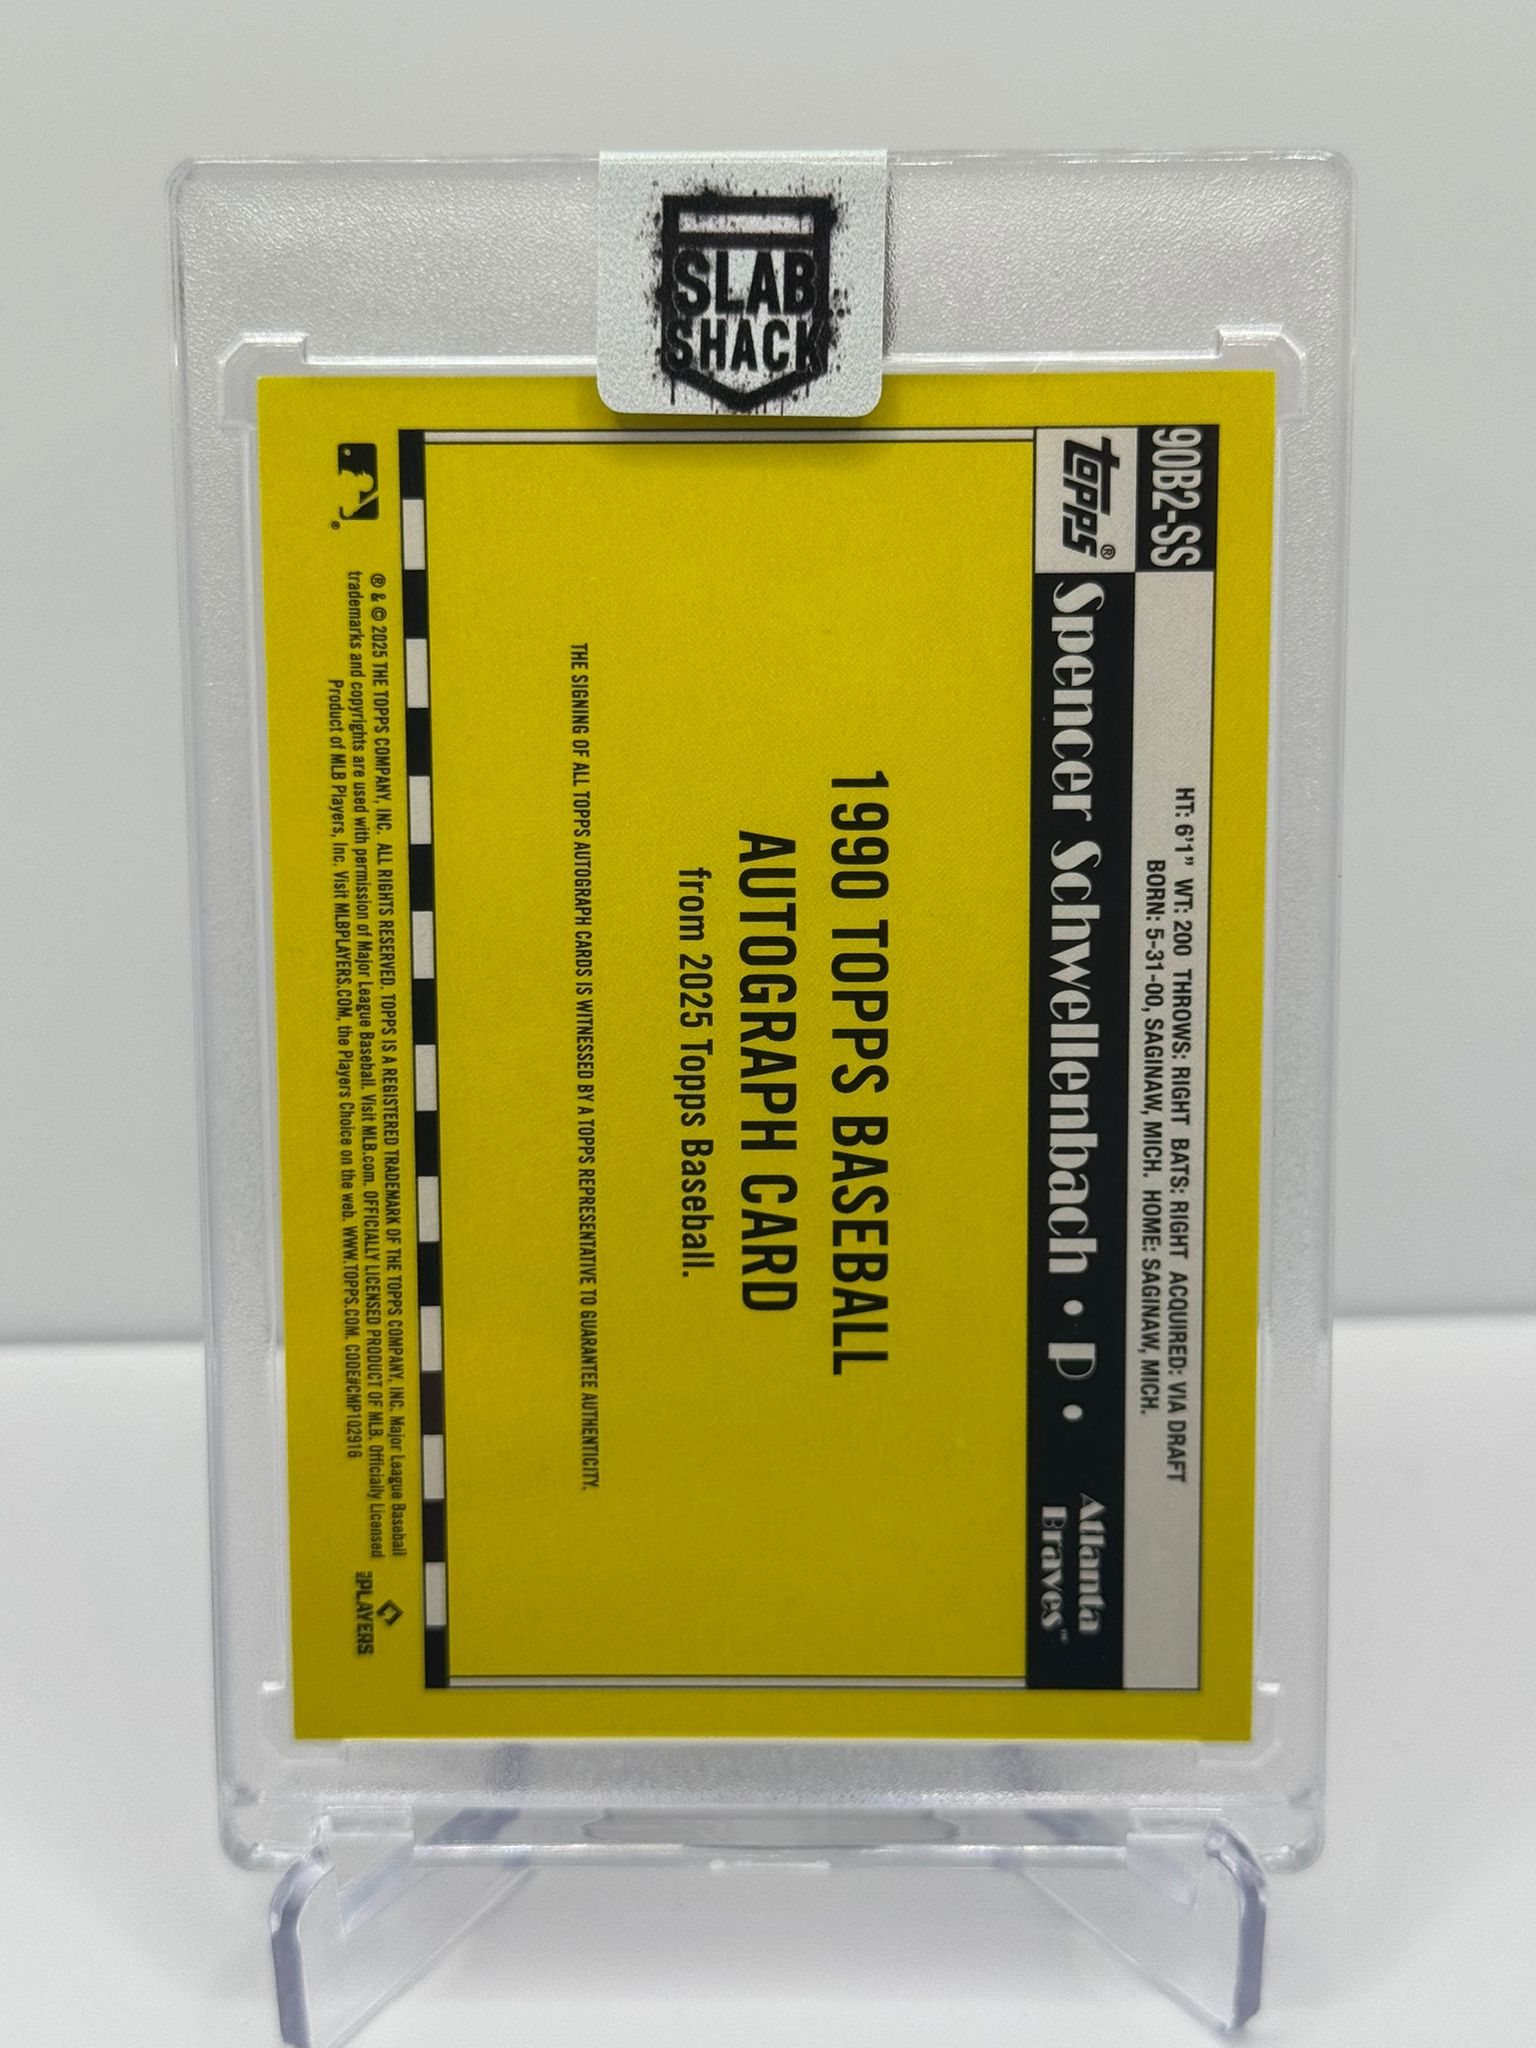 SLAB
SHACK
90B2-SS
HT: 6'1" WT: 200 THROWS: RIGHT BATS: RIGHT ACQUIRED: VIA DRAFT
BORN: 5-31-00, SAGINAW, MICH. HOME: SAGINAW, MICH.
Topps®
Spencer Schwellenbach • P •
Atlanta
Braves™
1990 TOPPS BASEBALL
AUTOGRAPH CARD
from 2025 Topps Baseball.
THE SIGNING OF ALL TOPPS AUTOGRAPH CARDS IS WITNESSED BY A TOPPS REPRESENTATIVE TO GUARANTEE AUTHENTICITY.
® & © 2025 THE TOPPS COMPANY, INC. ALL RIGHTS RESERVED. TOPPS IS A REGISTERED TRADEMARK OF THE TOPPS COMPANY, INC. Major League Baseball
trademarks and copyrights are used with permission of Major League Baseball. Visit MLB.com. OFFICIALLY LICENSED PRODUCT OF MLB. Officially Licensed
Product of MLB Players, Inc. Visit MLBPLAYERS.COM, the Players Choice on the web. WWW.TOPPS.COM. CODE#CMP102916
®
MLB PLAYERS